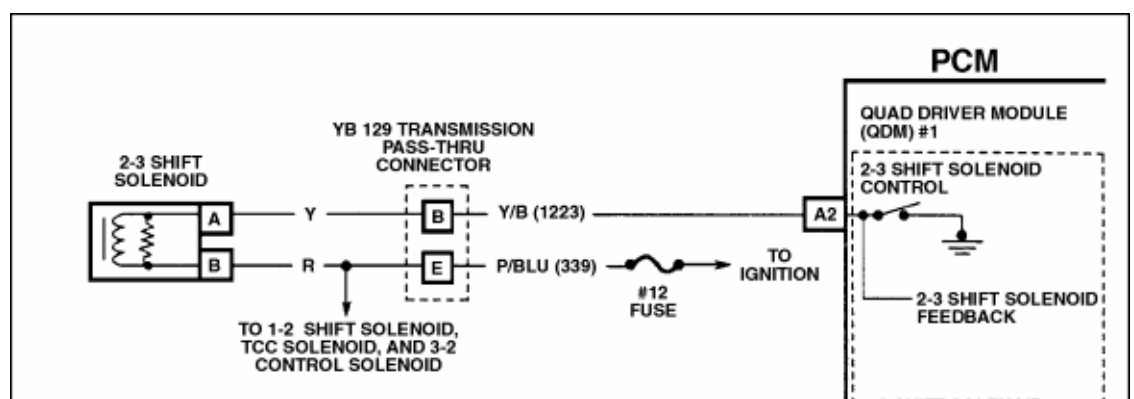 PCM
QUAD DRIVER MODULE
(QDM) #1
YB 129 TRANSMISSION
PASS-THRU
CONNECTOR
2-3 SHIFT
SOLENOID
2-3 SHIFT SOLENOID
CONTROL
A
Y
B
Y/B (1223)
A2
B
R
E
P/BLU (339)
TO
IGNITION
#12
FUSE
2-3 SHIFT SOLENOID
FEEDBACK
TO 1-2 SHIFT SOLENOID,
TCC SOLENOID, AND 3-2
CONTROL SOLENOID